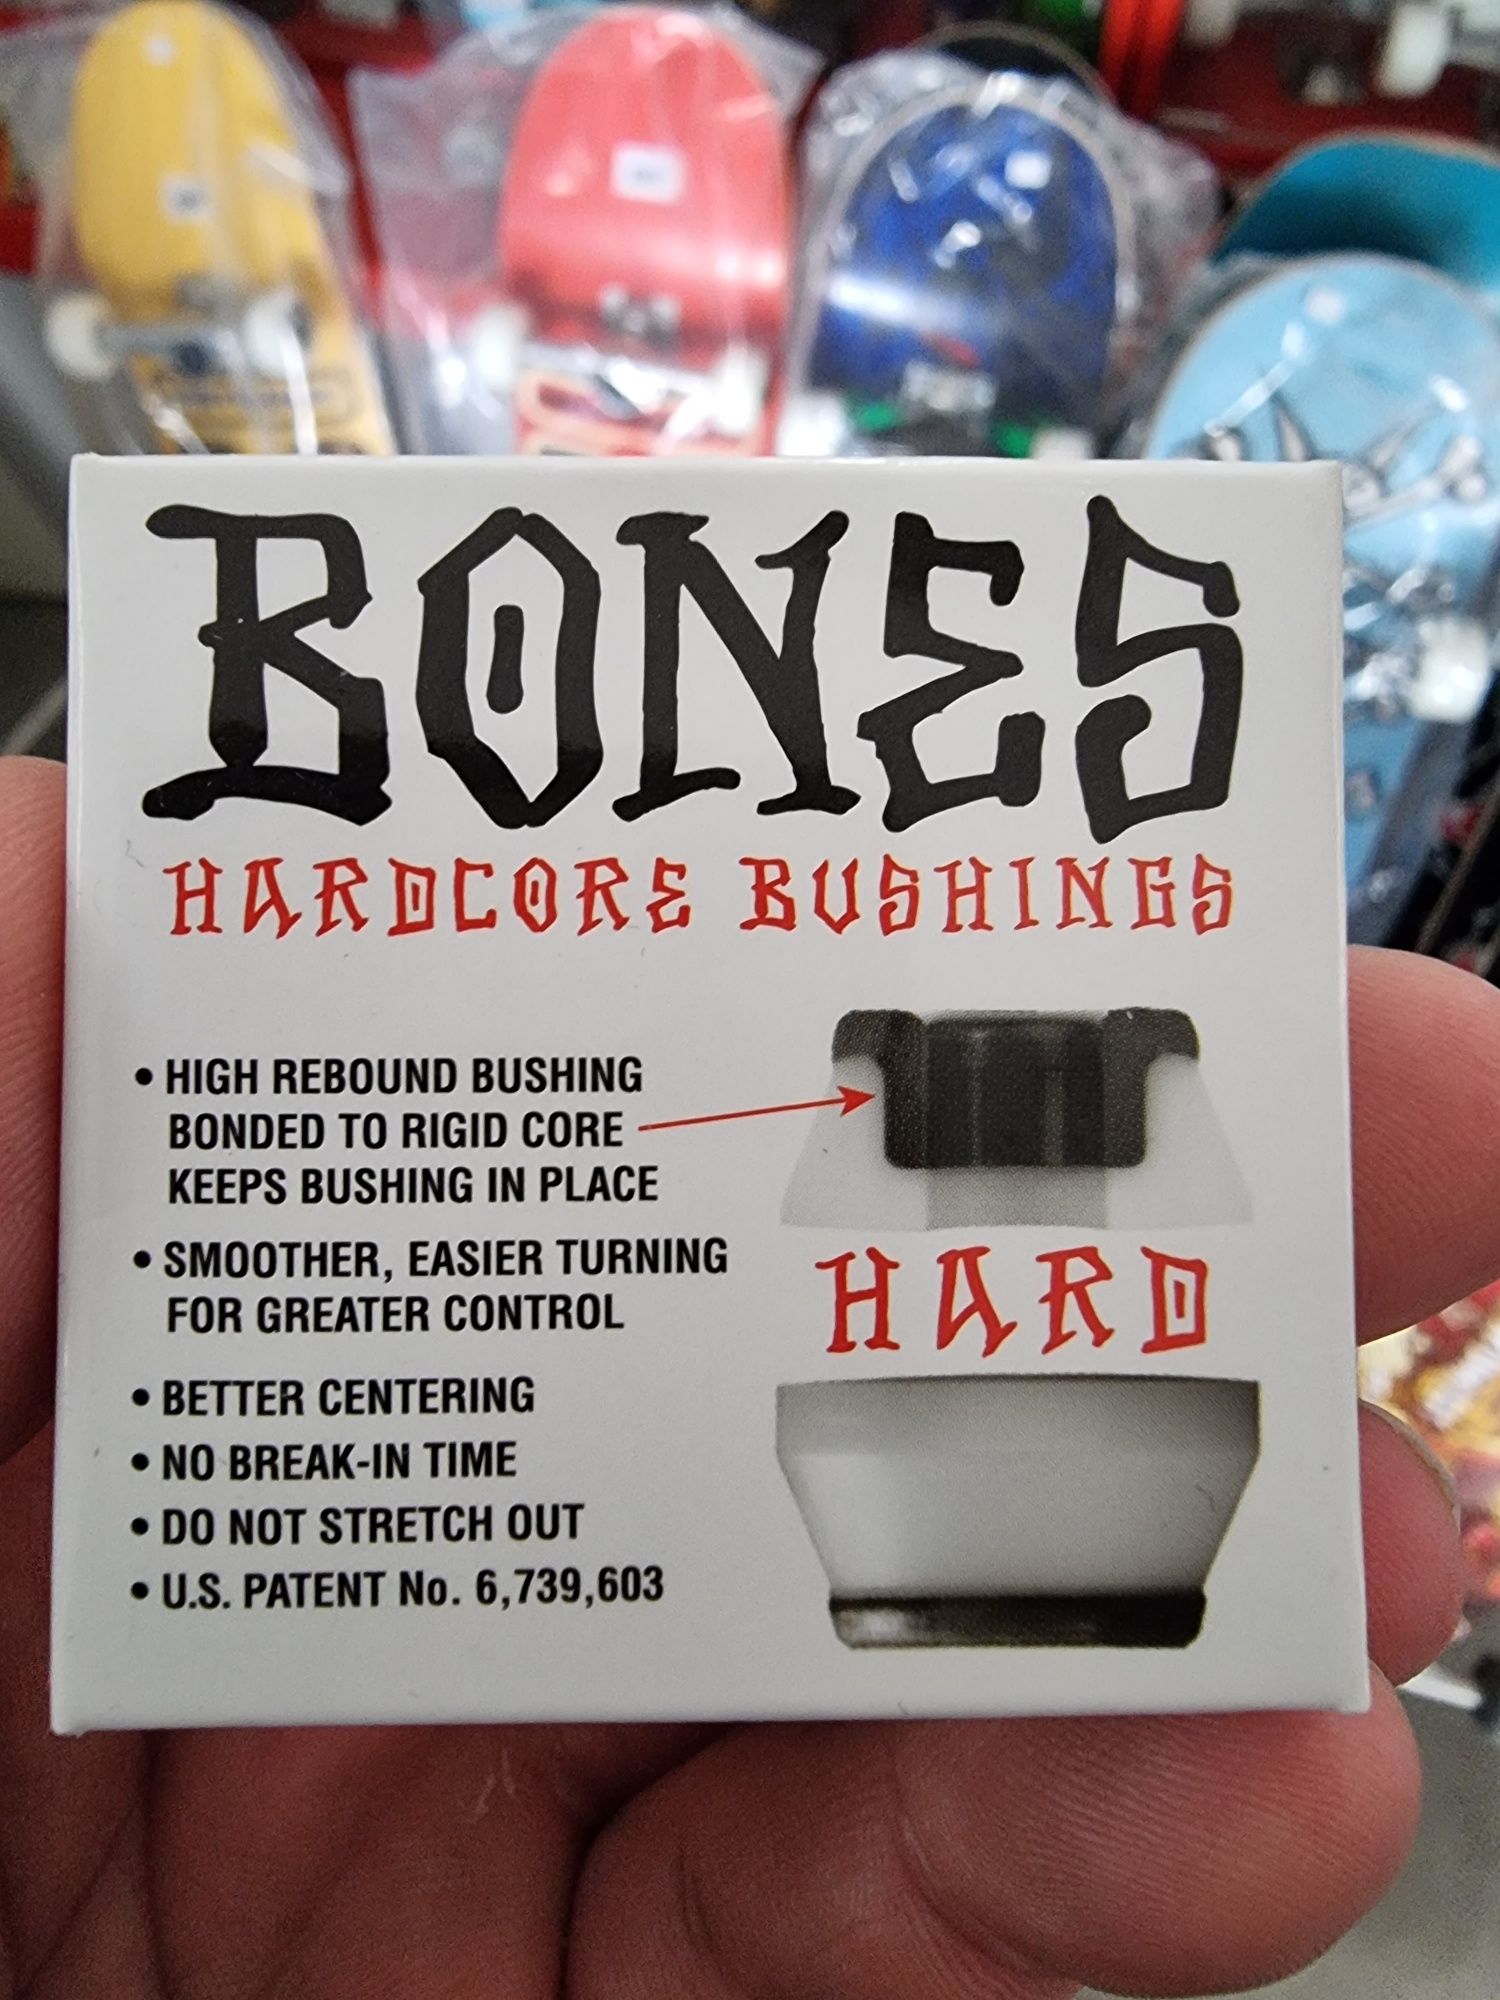 BONES
HARDCORE BUSHINGS
• HIGH REBOUND BUSHING
BONDED TO RIGID CORE
KEEPS BUSHING IN PLACE
• SMOOTHER, EASIER TURNING
FOR GREATER CONTROL
• BETTER CENTERING
• NO BREAK-IN TIME
• DO NOT STRETCH OUT
• U.S. PATENT No. 6,739,603
HARD